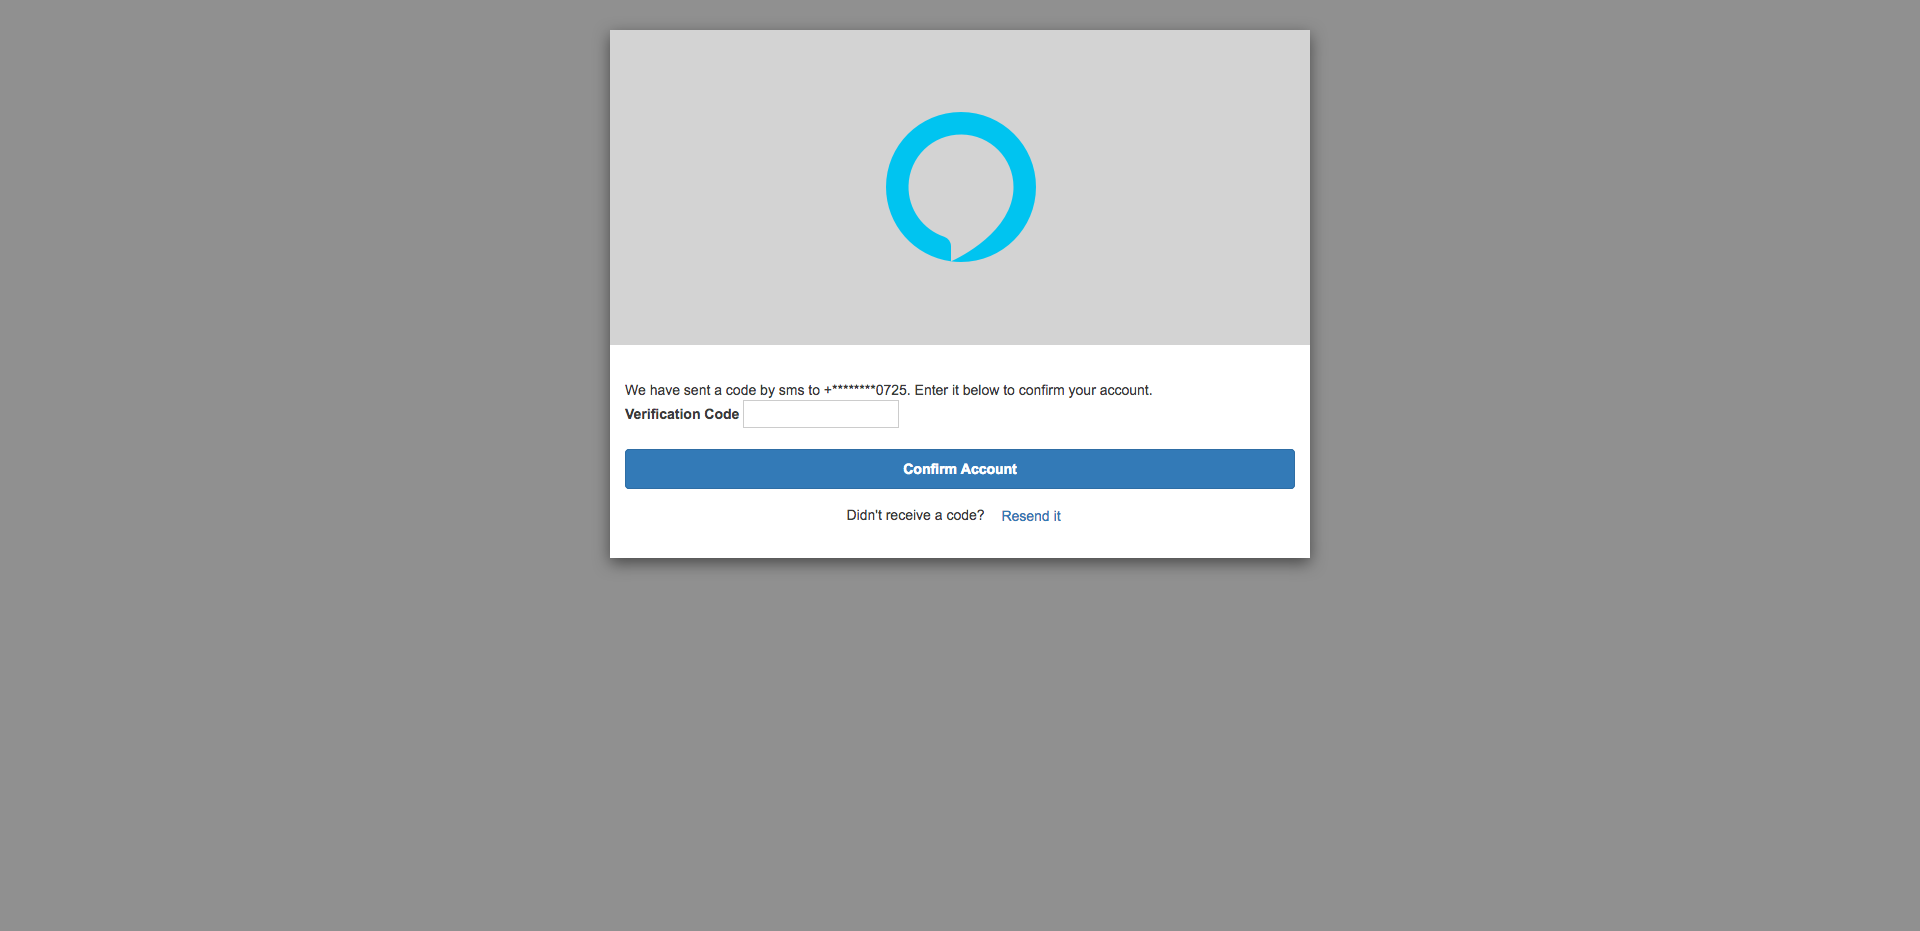 We have sent a code by sms to +********0725. Enter it below to confirm your account.
Verification Code
Confirm Account
Didn't receive a code? Resend it